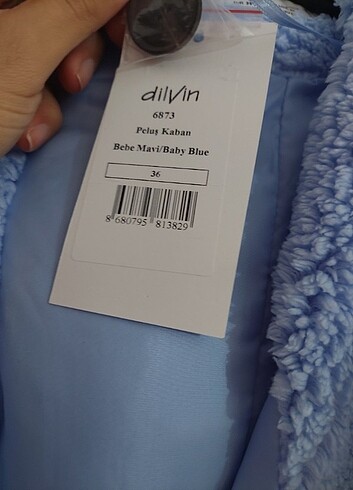 dilvin
6873
Peluş Kaban
Bebe Mavi/Baby Blue
36
8 680795 813829